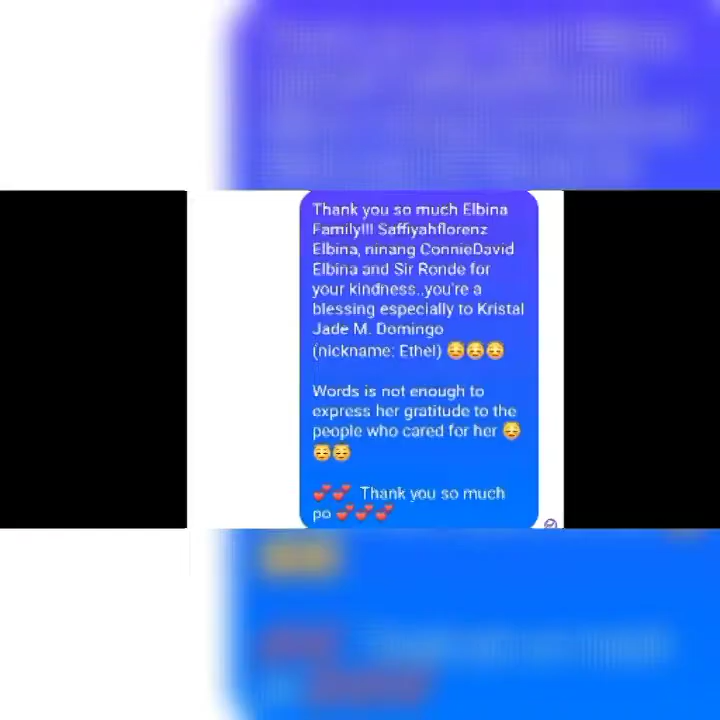 Thank you so much Elbina
Family!!! Saffiyahflorenz
Elbina, ninang ConnieDavid
Elbina and Sir Ronde for
your kindness..you're a
blessing especially to Kristal
Jade M. Domingo
(nickname: Ethel) 😇😇😇
Words is not enough to
express her gratitude to the
people who cared for her 😇
😇😇
💕💕 Thank you so much
po 💕💕💕